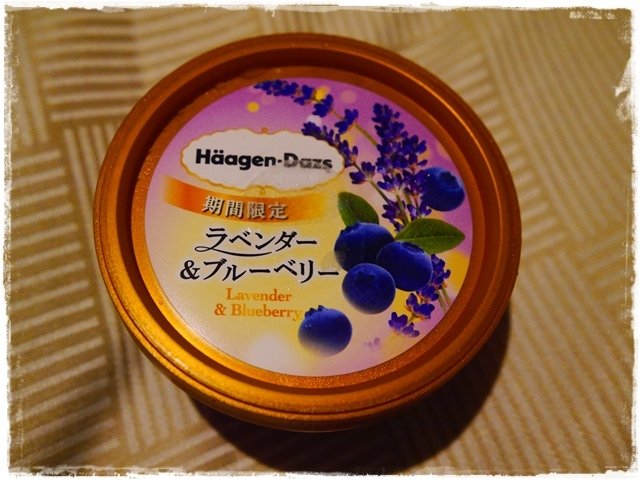 Häagen-Dazs
期間限定
ラベンダー
&ブルーベリー
Lavender
& Blueberry